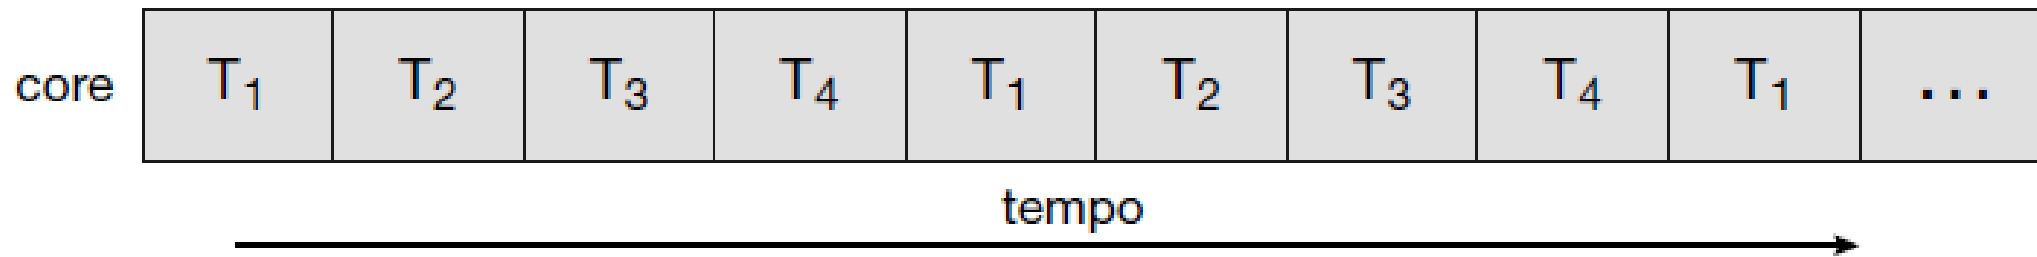 core T₁ T₂ T₃ T₄ T₁ T₂ T₃ T₄ T₁ ...
tempo